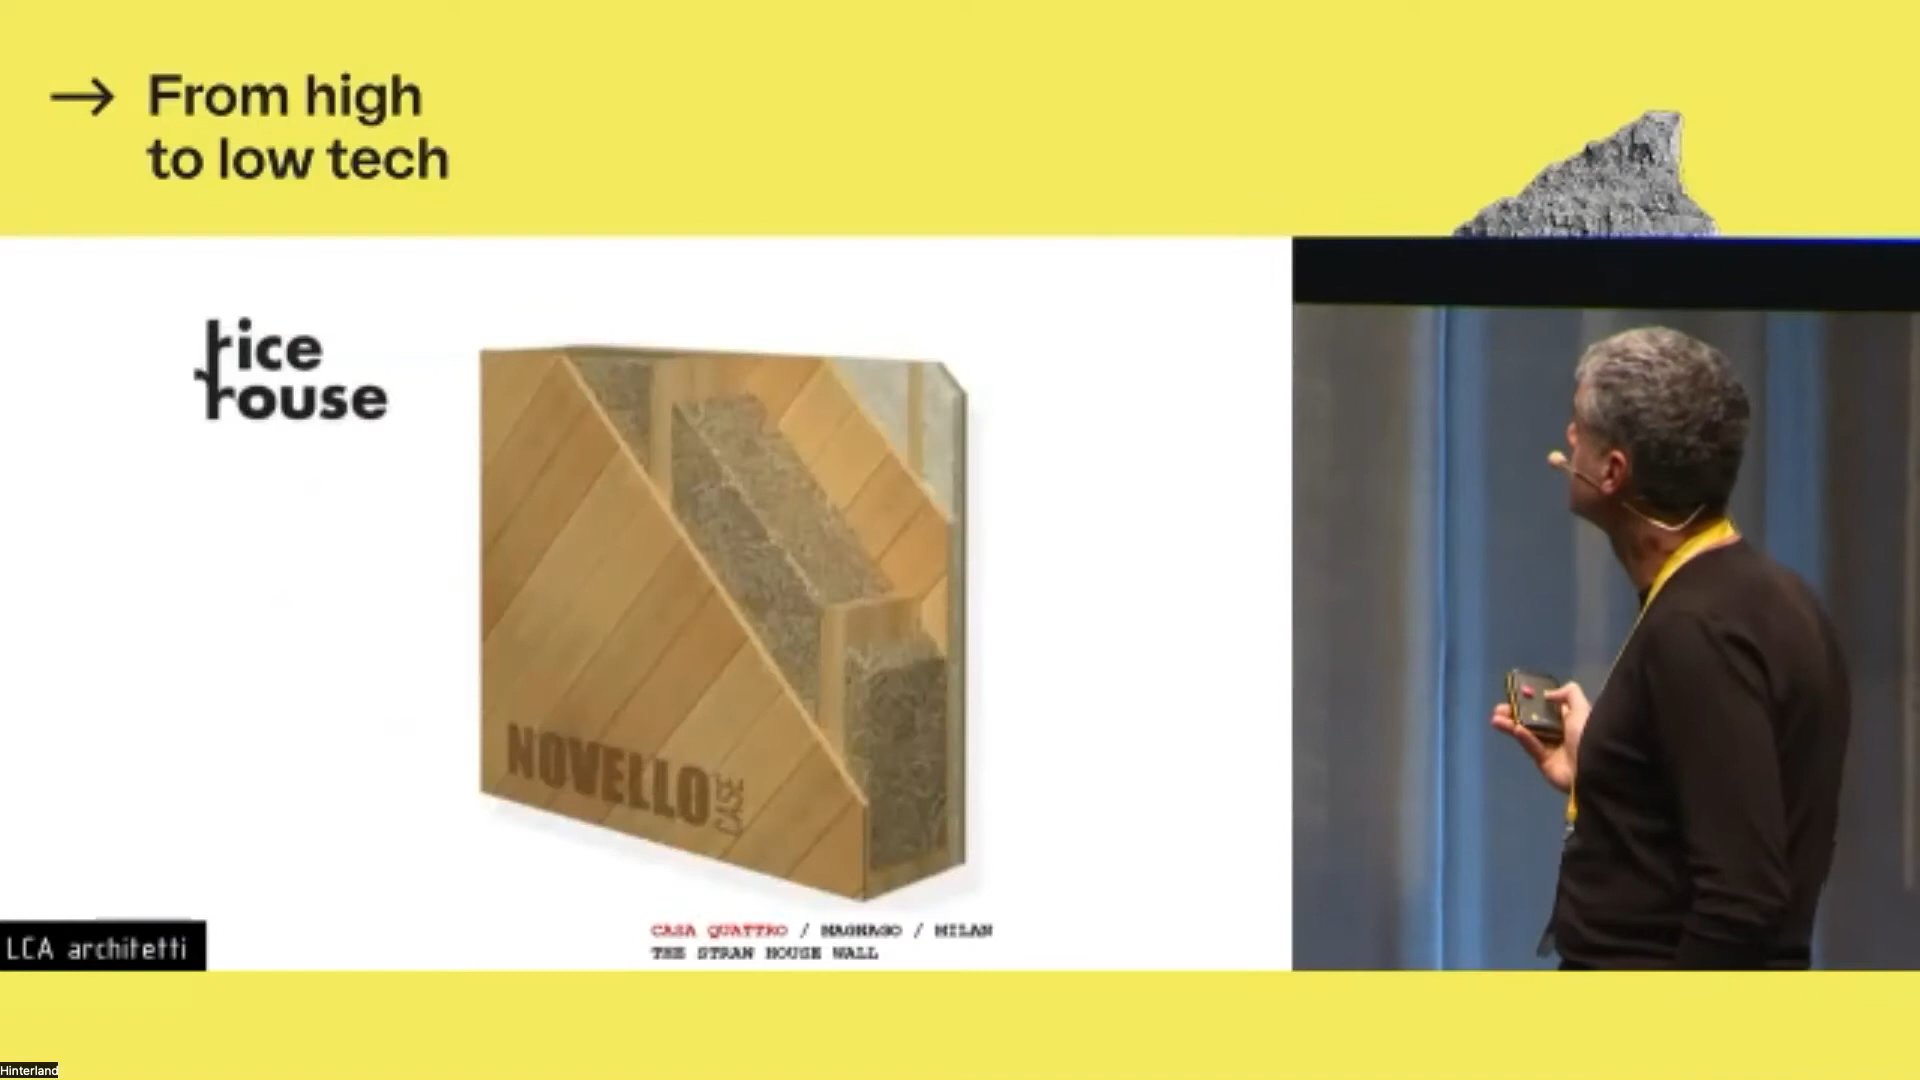 → From high
to low tech
rice
house
NOVELLO
CASE
CASA QUATTRO / MAGNAGO / MILAN
THE STRAW HOUSE WALL
LCA architetti
Hinterland